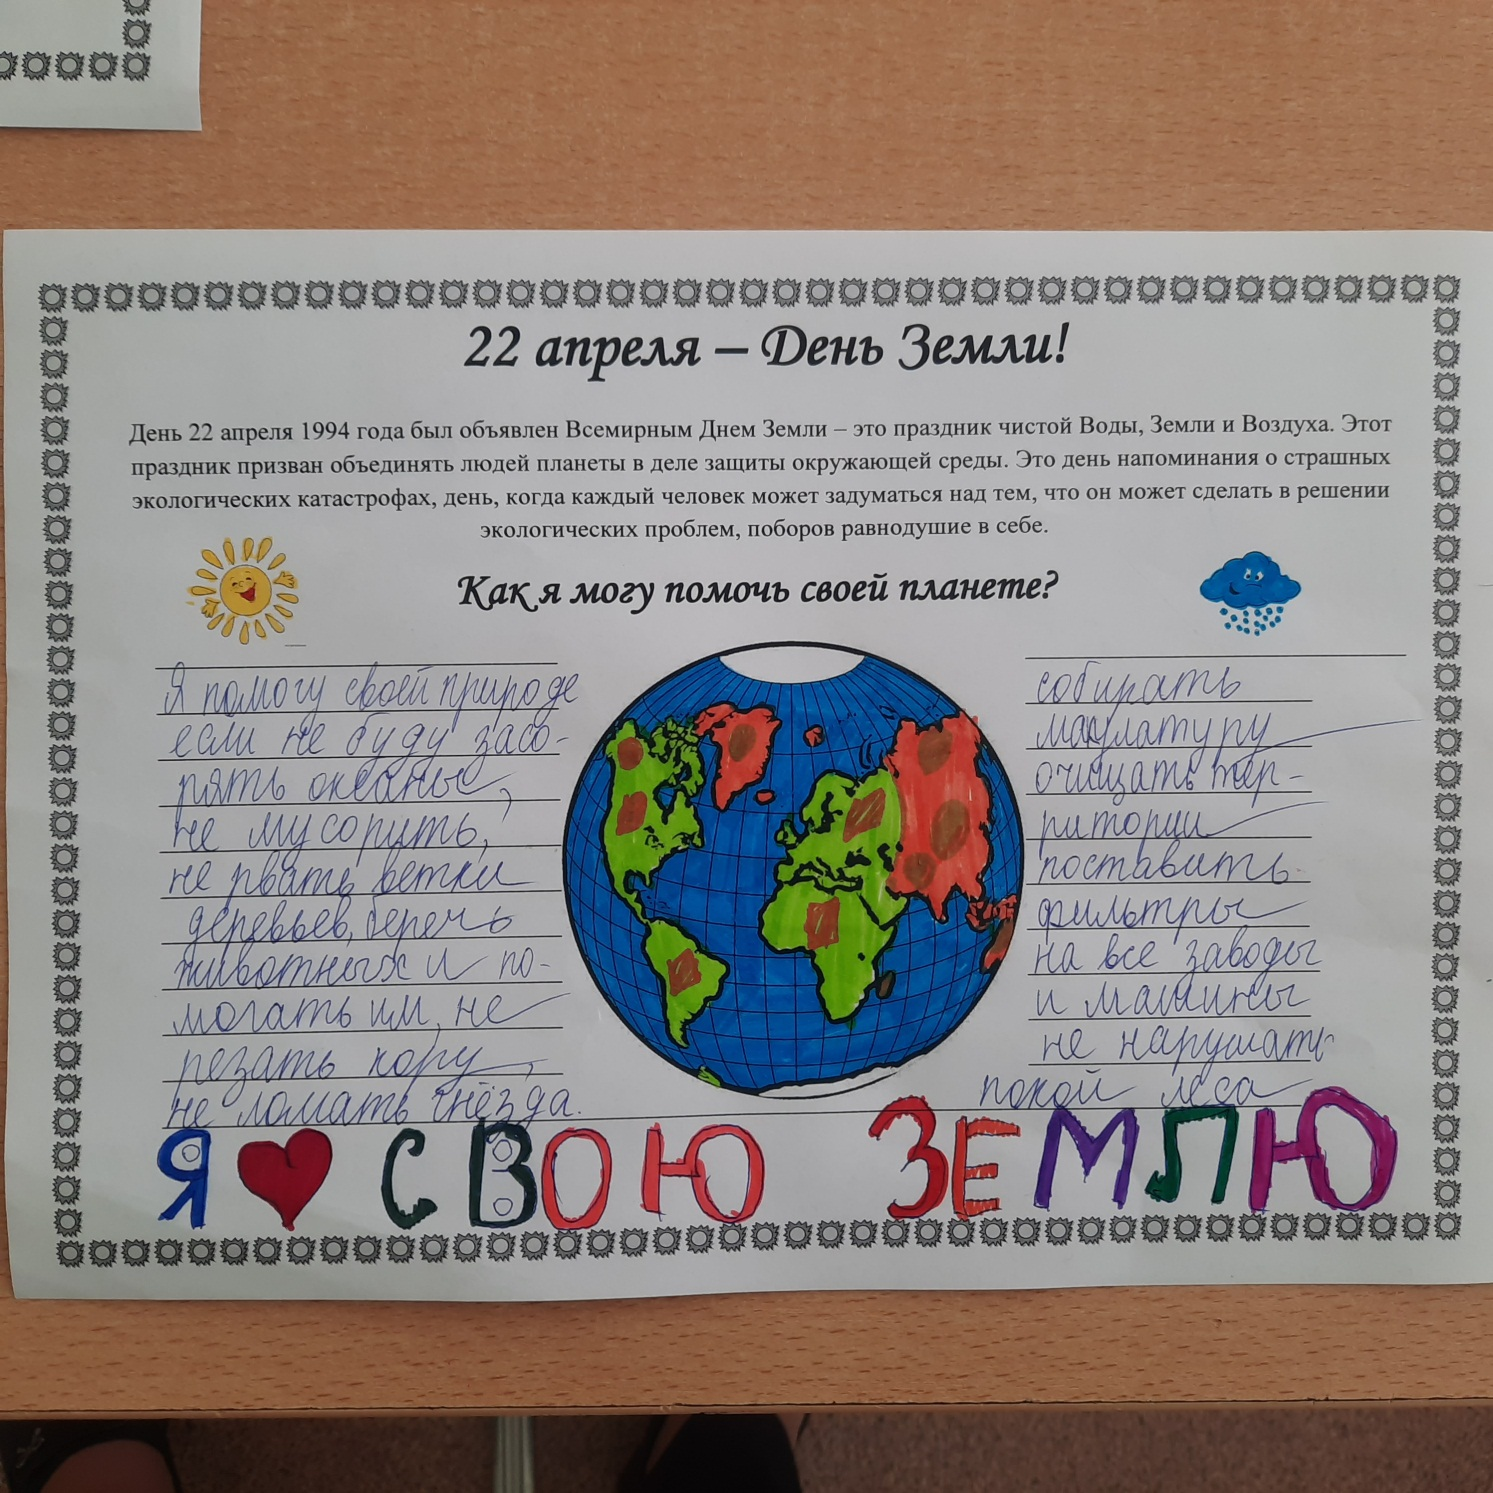 22 апреля – День Земли!
День 22 апреля 1994 года был объявлен Всемирным Днем Земли – это праздник чистой Воды, Земли и Воздуха. Этот
праздник призван объединять людей планеты в деле защиты окружающей среды. Это день напоминания о страшных
экологических катастрофах, день, когда каждый человек может задуматься над тем, что он может сделать в решении
экологических проблем, поборов равнодушие в себе.
Как я могу помочь своей планете?
Я помогу своей природе
если не буду засо-
рять океаны,
не мусорить,
не рвать ветки
деревьев, беречь
животных и по-
могать им, не
резать кору,
не ломать гнёзда.
собирать
макулатуру
очищать тер-
ритории
поставить
фильтры
на все заводы
и машины
не нарушать
покой леса
Я ❤ СВОЮ ЗЕМЛЮ